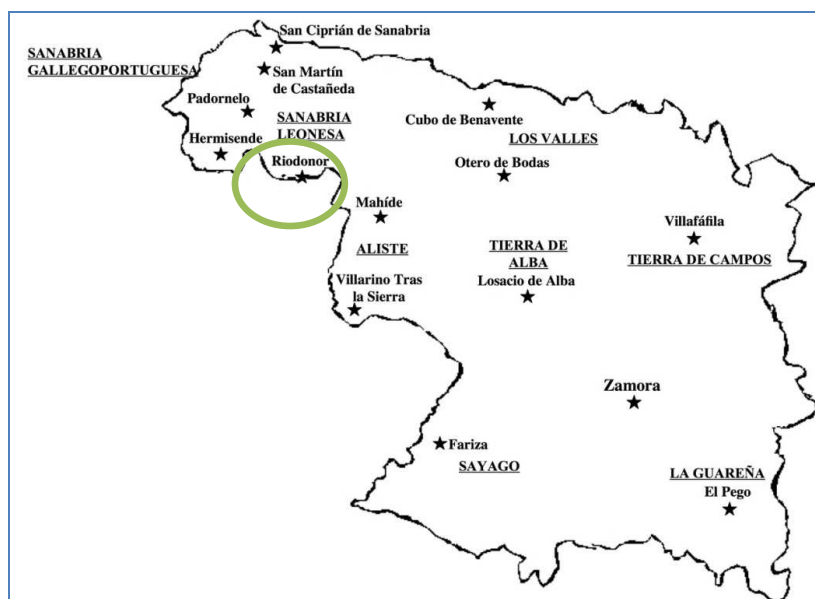 San Ciprián de Sanabria
SANABRIA
GALLEGOPORTUGUESA
San Martín
de Castañeda
Padornelo
SANABRIA
LEONESA
Cubo de Benavente
Hermisende
LOS VALLES
Riodonor
Otero de Bodas
Mahíde
Villafáfila
ALISTE
TIERRA DE
ALBA
TIERRA DE CAMPOS
Villarino Tras
la Sierra
Losacio de Alba
Zamora
Fariza
SAYAGO
LA GUAREÑA
El Pego